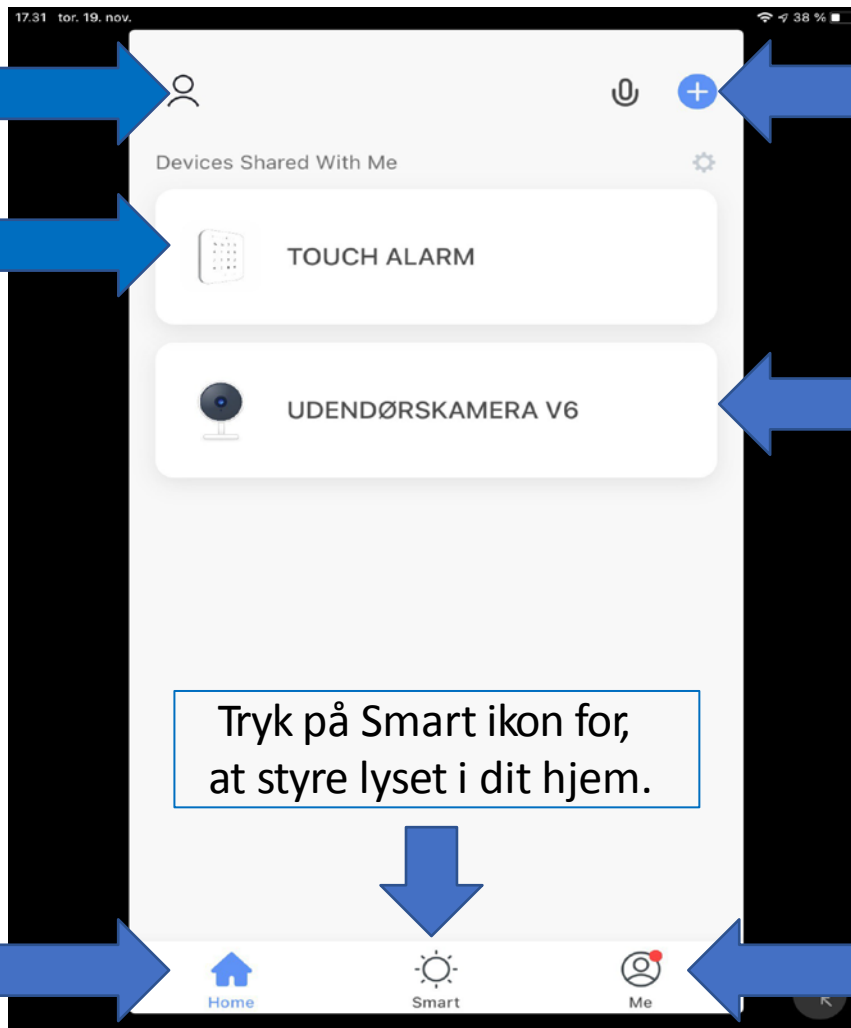 17.31 tor. 19. nov. 38 %
Devices Shared With Me
TOUCH ALARM
UDENDØRSKAMERA V6
Tryk på Smart ikon for,
at styre lyset i dit hjem.
Home Smart Me